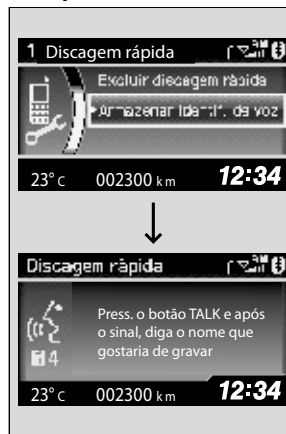 1 Discagem rápida
Excluir discagem rápida
Armazenar identif. de voz
23° c 002300 km 12:34
Discagem rápida
Press. o botão TALK e após
o sinal, diga o nome que
gostaria de gravar
4
23° c 002300 km 12:34